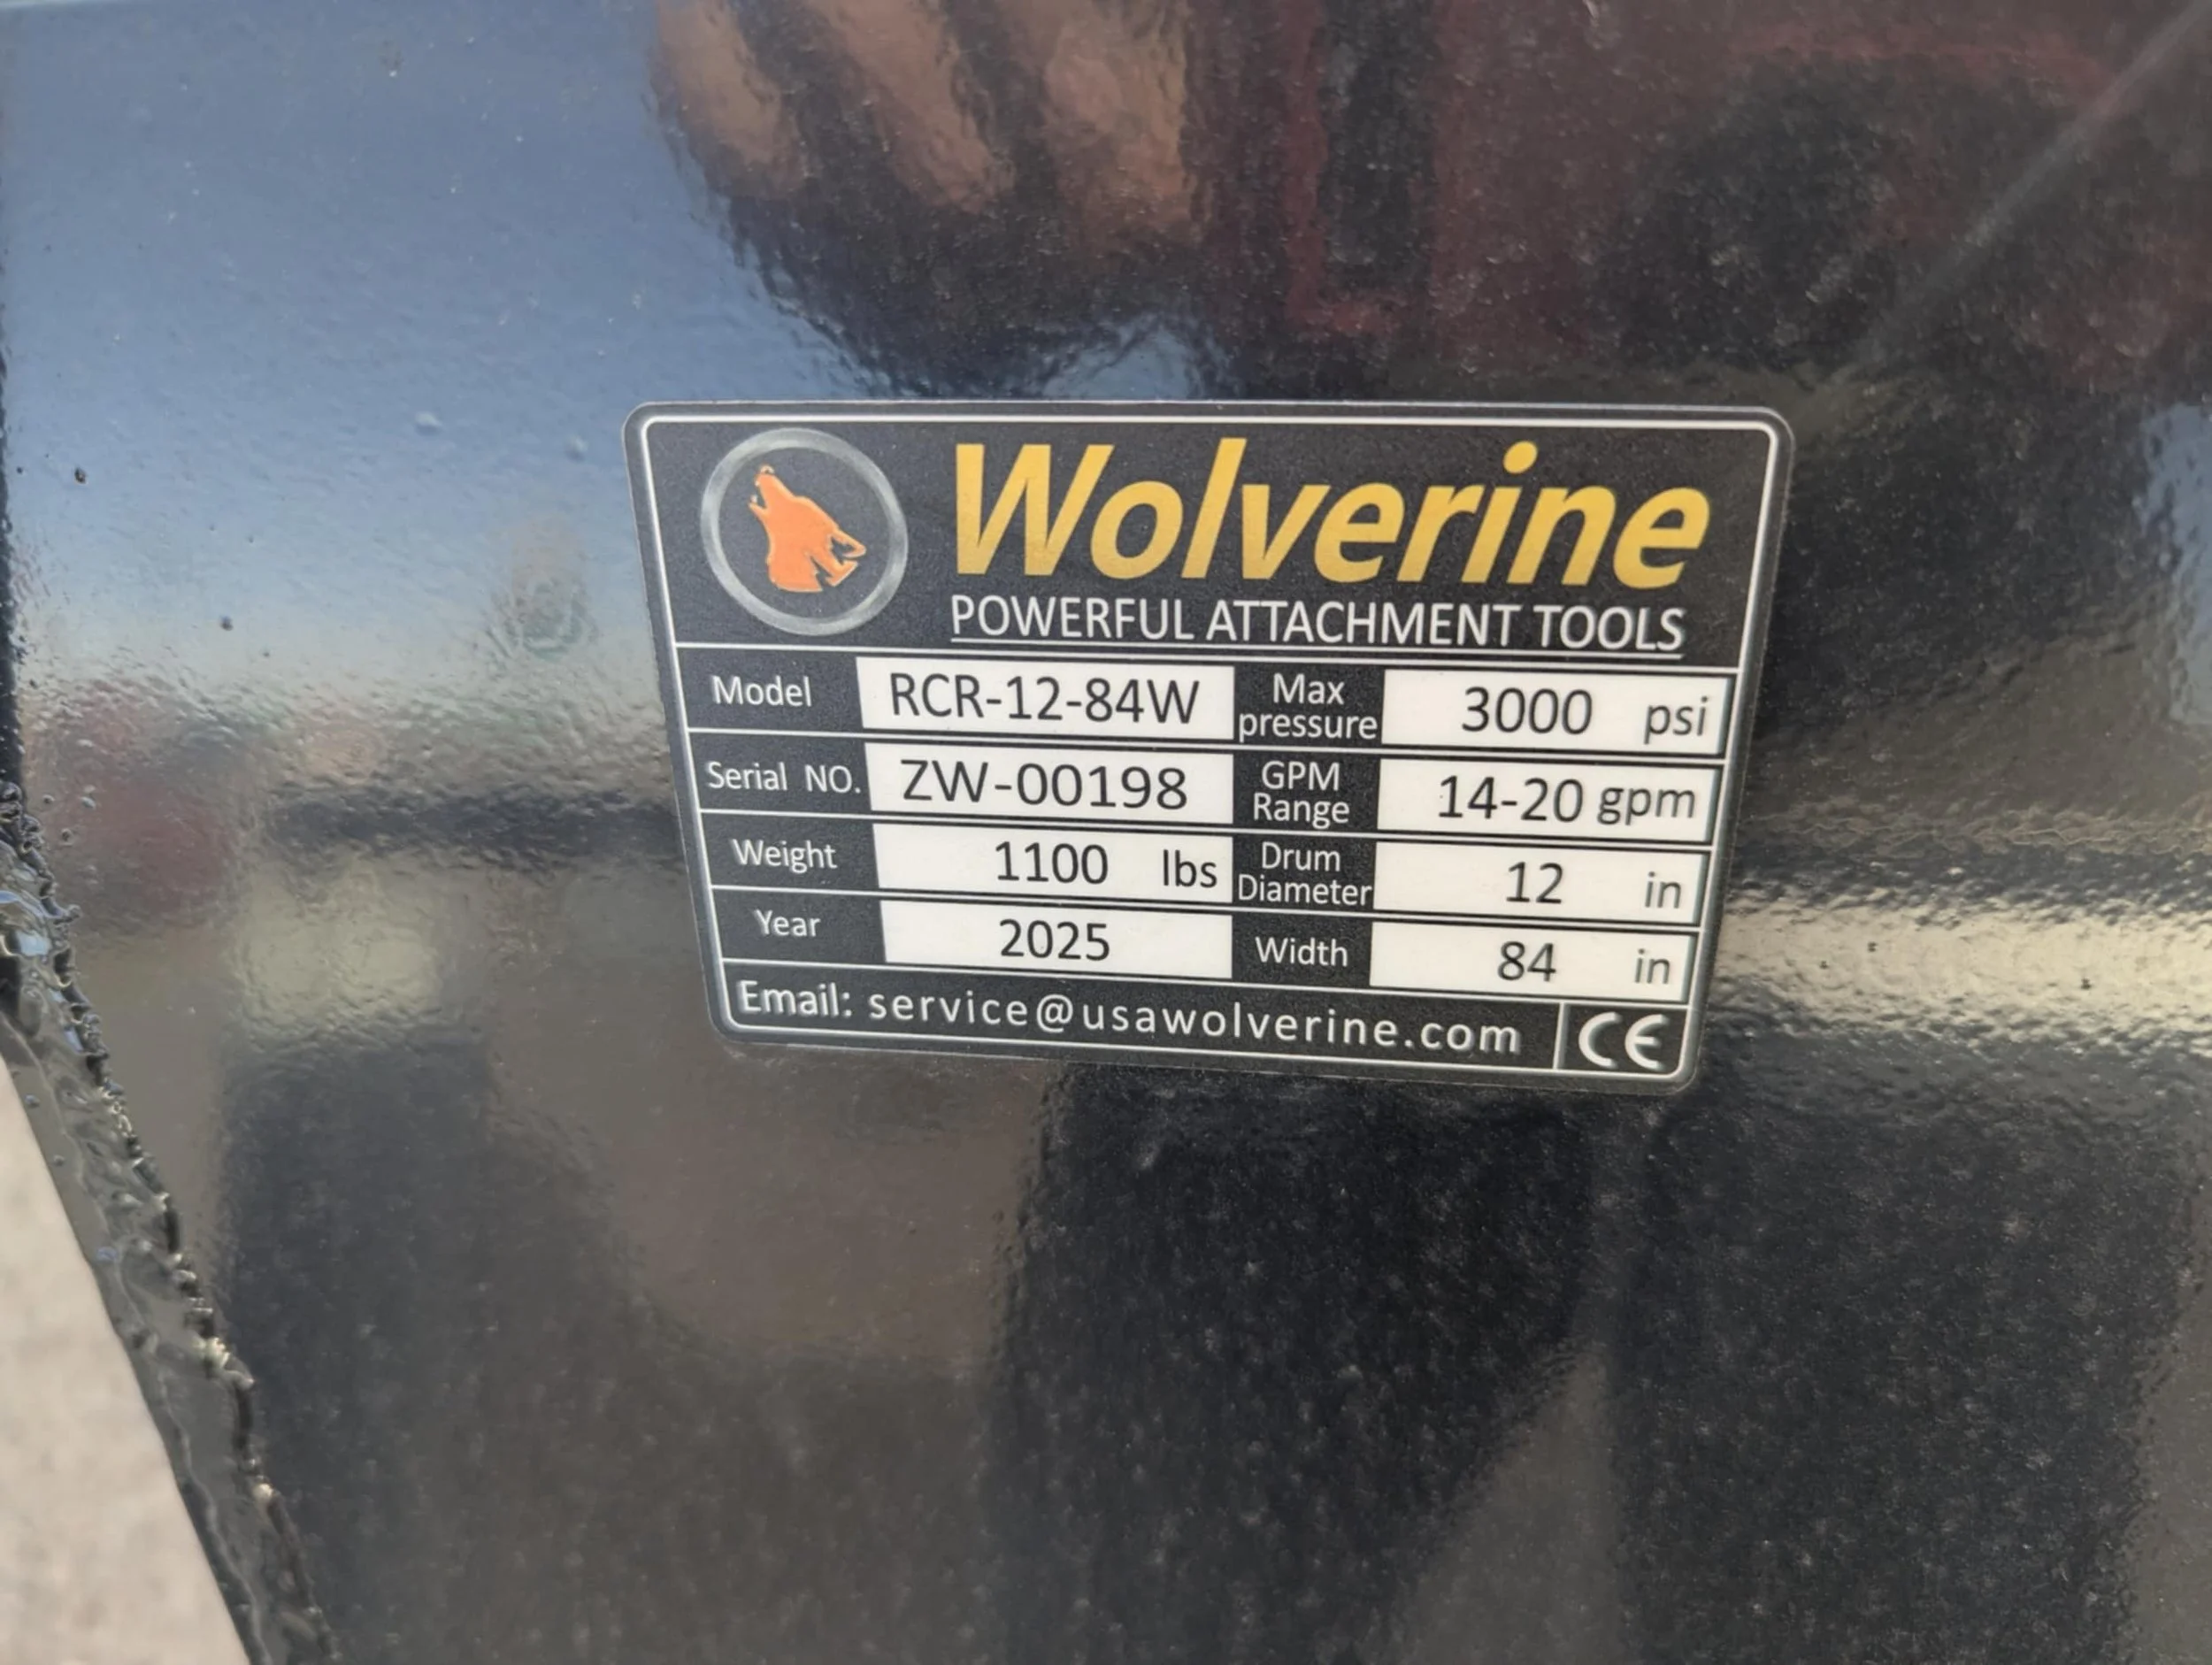 Wolverine
POWERFUL ATTACHMENT TOOLS
Model RCR-12-84W Max pressure 3000 psi
Serial NO. ZW-00198 GPM Range 14-20 gpm
Weight 1100 lbs Drum Diameter 12 in
Year 2025 Width 84 in
Email: service@usawolverine.com CE